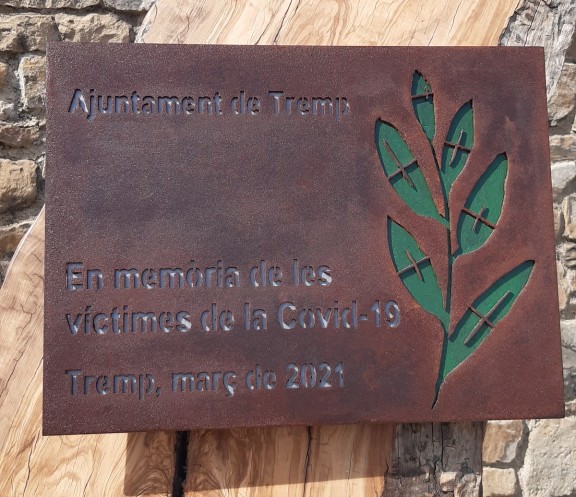 Ajuntament de Tremp
En memòria de les
víctimes de la Covid-19
Tremp, març de 2021